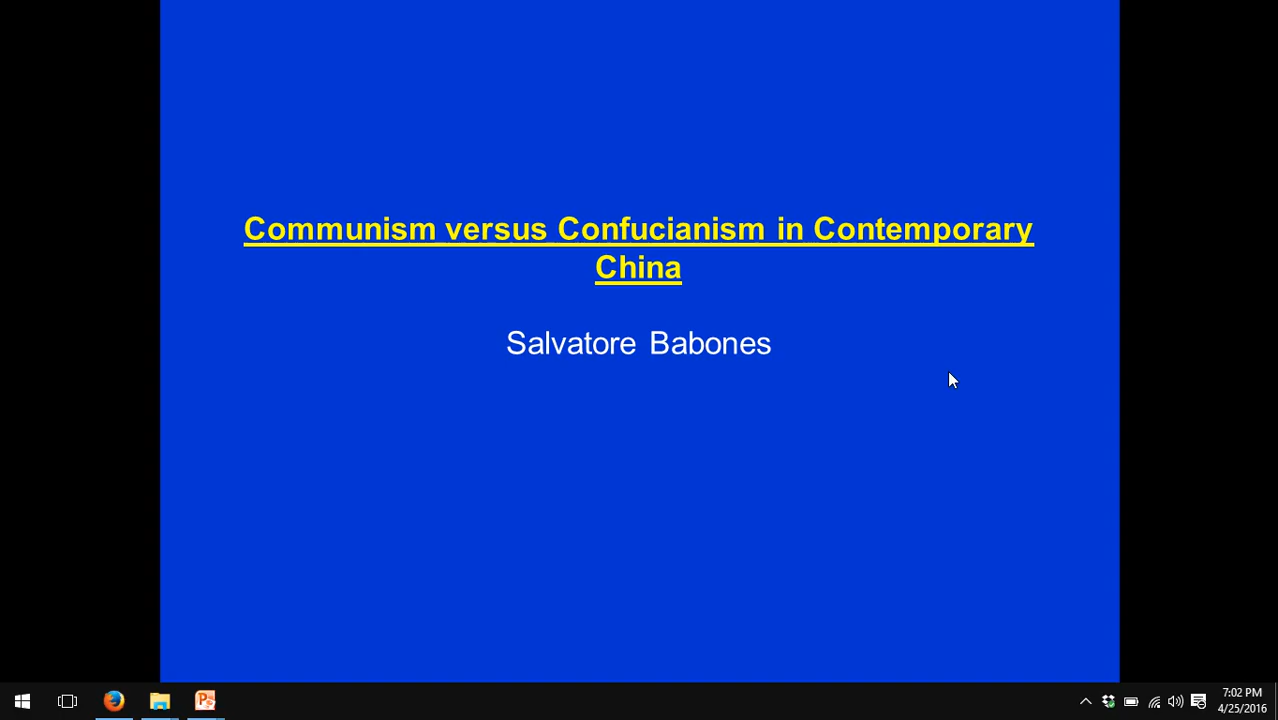 Communism versus Confucianism in Contemporary
China
Salvatore Babones
7:02 PM
4/25/2016